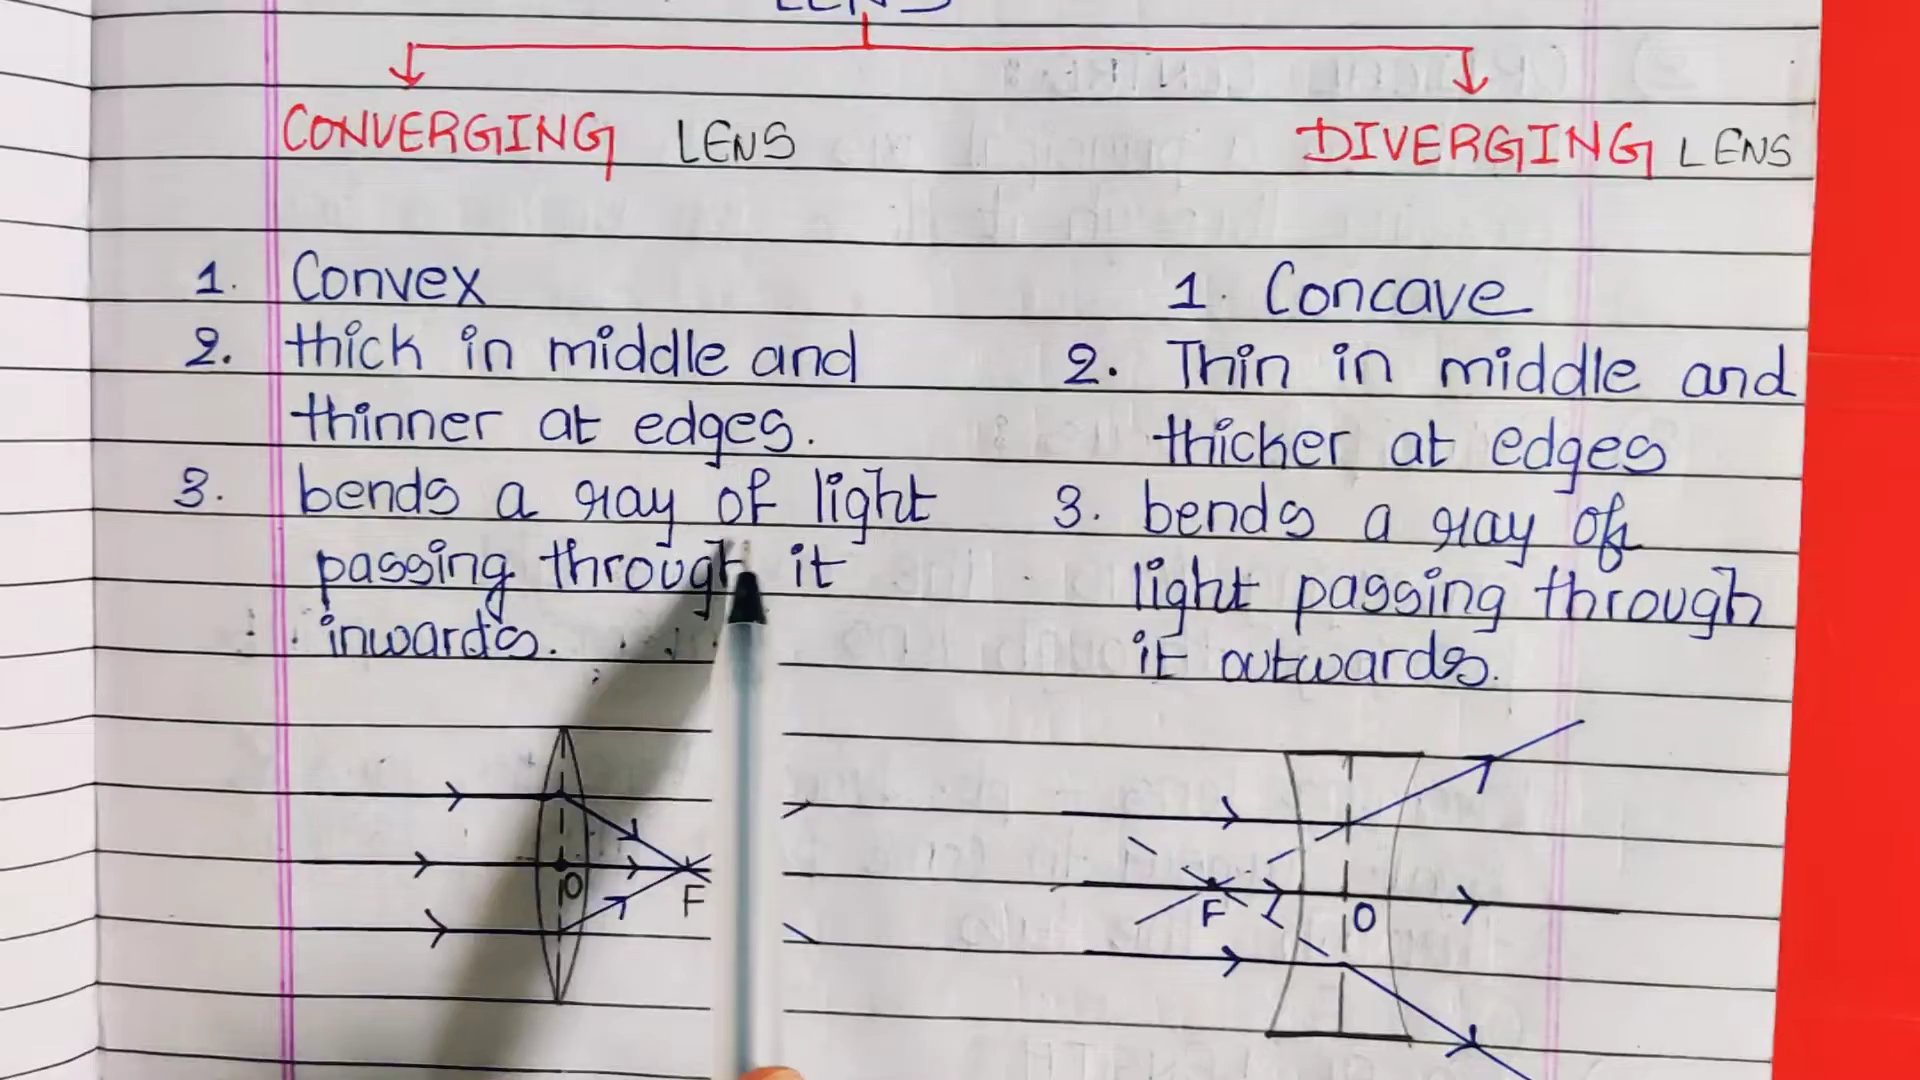 LENS
CONVERGING LENS
DIVERGING LENS
1. Convex
2. thick in middle and
thinner at edges.
3. bends a ray of light
passing through it
inwards.
1. Concave
2. Thin in middle and
thicker at edges
3. bends a ray of
light passing through
it outwards.
O
F
F
O